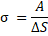 σ = A/ΔS